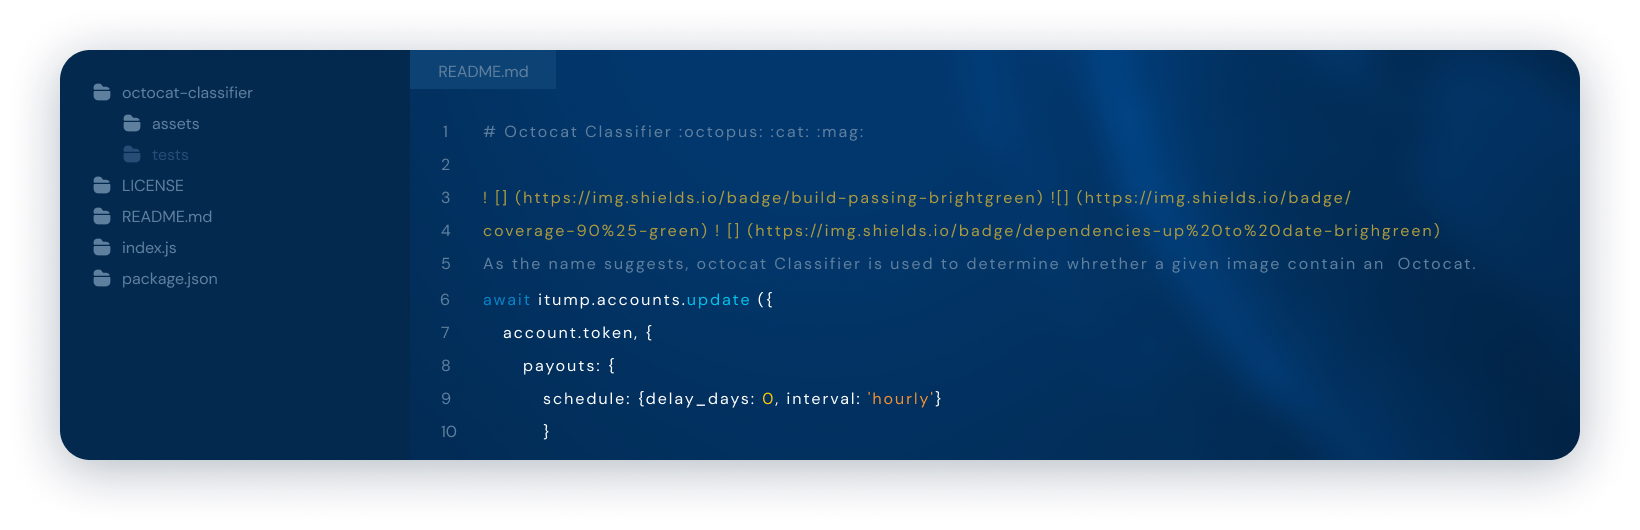 octocat-classifier
assets
tests
LICENSE
README.md
index.js
package.json
README.md
1 # Octocat Classifier :octopus: :cat: :mag:
2
3 ! [] (https://img.shields.io/badge/build-passing-brightgreen) ![] (https://img.shields.io/badge/
4 coverage-90%25-green) ! [] (https://img.shields.io/badge/dependencies-up%20to%20date-brighgreen)
5 As the name suggests, octocat Classifier is used to determine whrether a given image contain an Octocat.
6 await itump.accounts.update ({
7 account.token, {
8 payouts: {
9 schedule: {delay_days: 0, interval: 'hourly'}
10 }